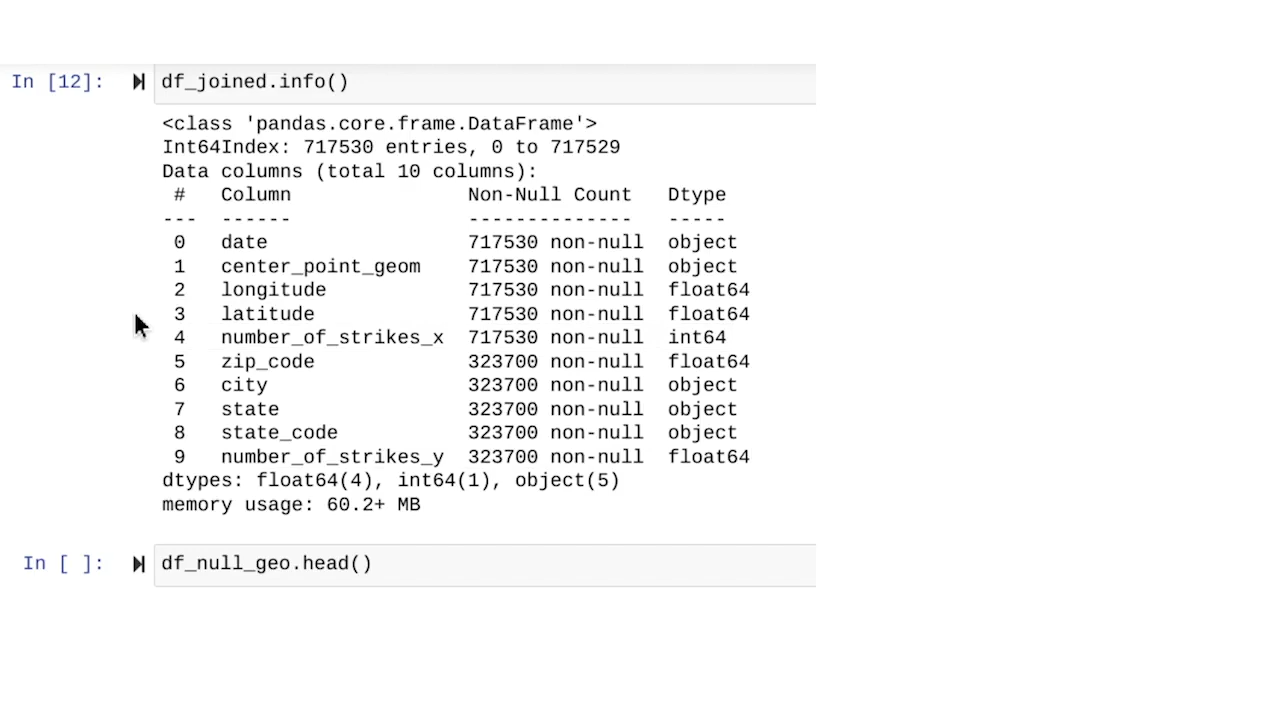 In [12]: df_joined.info()
<class 'pandas.core.frame.DataFrame'>
Int64Index: 717530 entries, 0 to 717529
Data columns (total 10 columns):
 #   Column               Non-Null Count   Dtype
---  ------               --------------   -----
 0   date                 717530 non-null  object
 1   center_point_geom    717530 non-null  object
 2   longitude            717530 non-null  float64
 3   latitude             717530 non-null  float64
 4   number_of_strikes_x  717530 non-null  int64
 5   zip_code             323700 non-null  float64
 6   city                 323700 non-null  object
 7   state                323700 non-null  object
 8   state_code           323700 non-null  object
 9   number_of_strikes_y  323700 non-null  float64
dtypes: float64(4), int64(1), object(5)
memory usage: 60.2+ MB
In [ ]: df_null_geo.head()